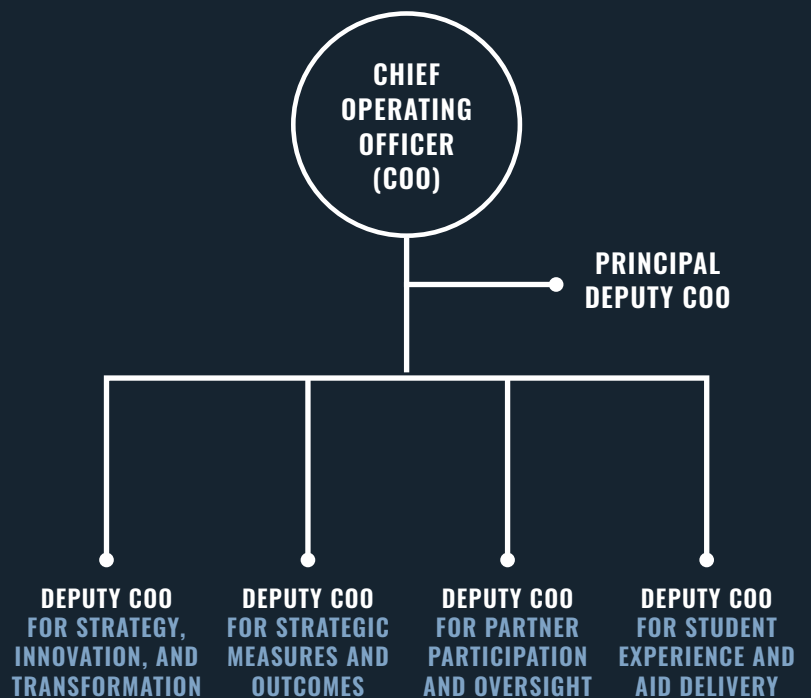 CHIEF
OPERATING
OFFICER
(COO)
PRINCIPAL
DEPUTY COO
DEPUTY COO
FOR STRATEGY,
INNOVATION, AND
TRANSFORMATION
DEPUTY COO
FOR STRATEGIC
MEASURES AND
OUTCOMES
DEPUTY COO
FOR PARTNER
PARTICIPATION
AND OVERSIGHT
DEPUTY COO
FOR STUDENT
EXPERIENCE AND
AID DELIVERY